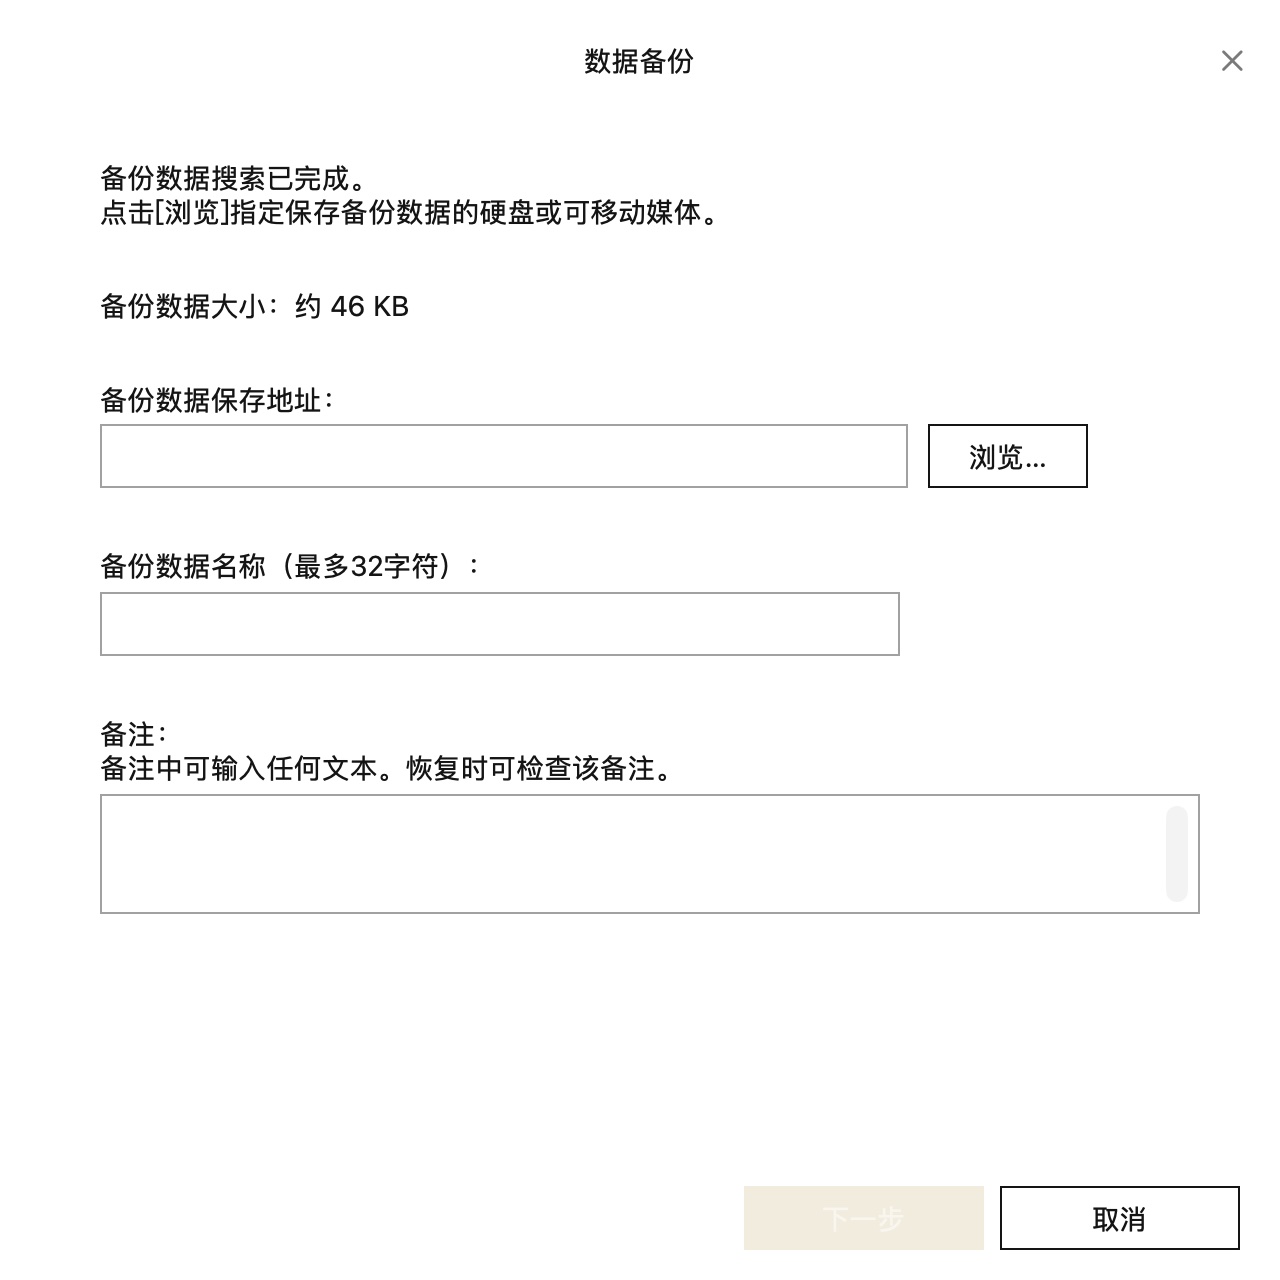 数据备份
备份数据搜索已完成。
点击[浏览]指定保存备份数据的硬盘或可移动媒体。
备份数据大小：约 46 KB
备份数据保存地址：
浏览...
备份数据名称（最多32字符）：
备注：
备注中可输入任何文本。恢复时可检查该备注。
下一步
取消